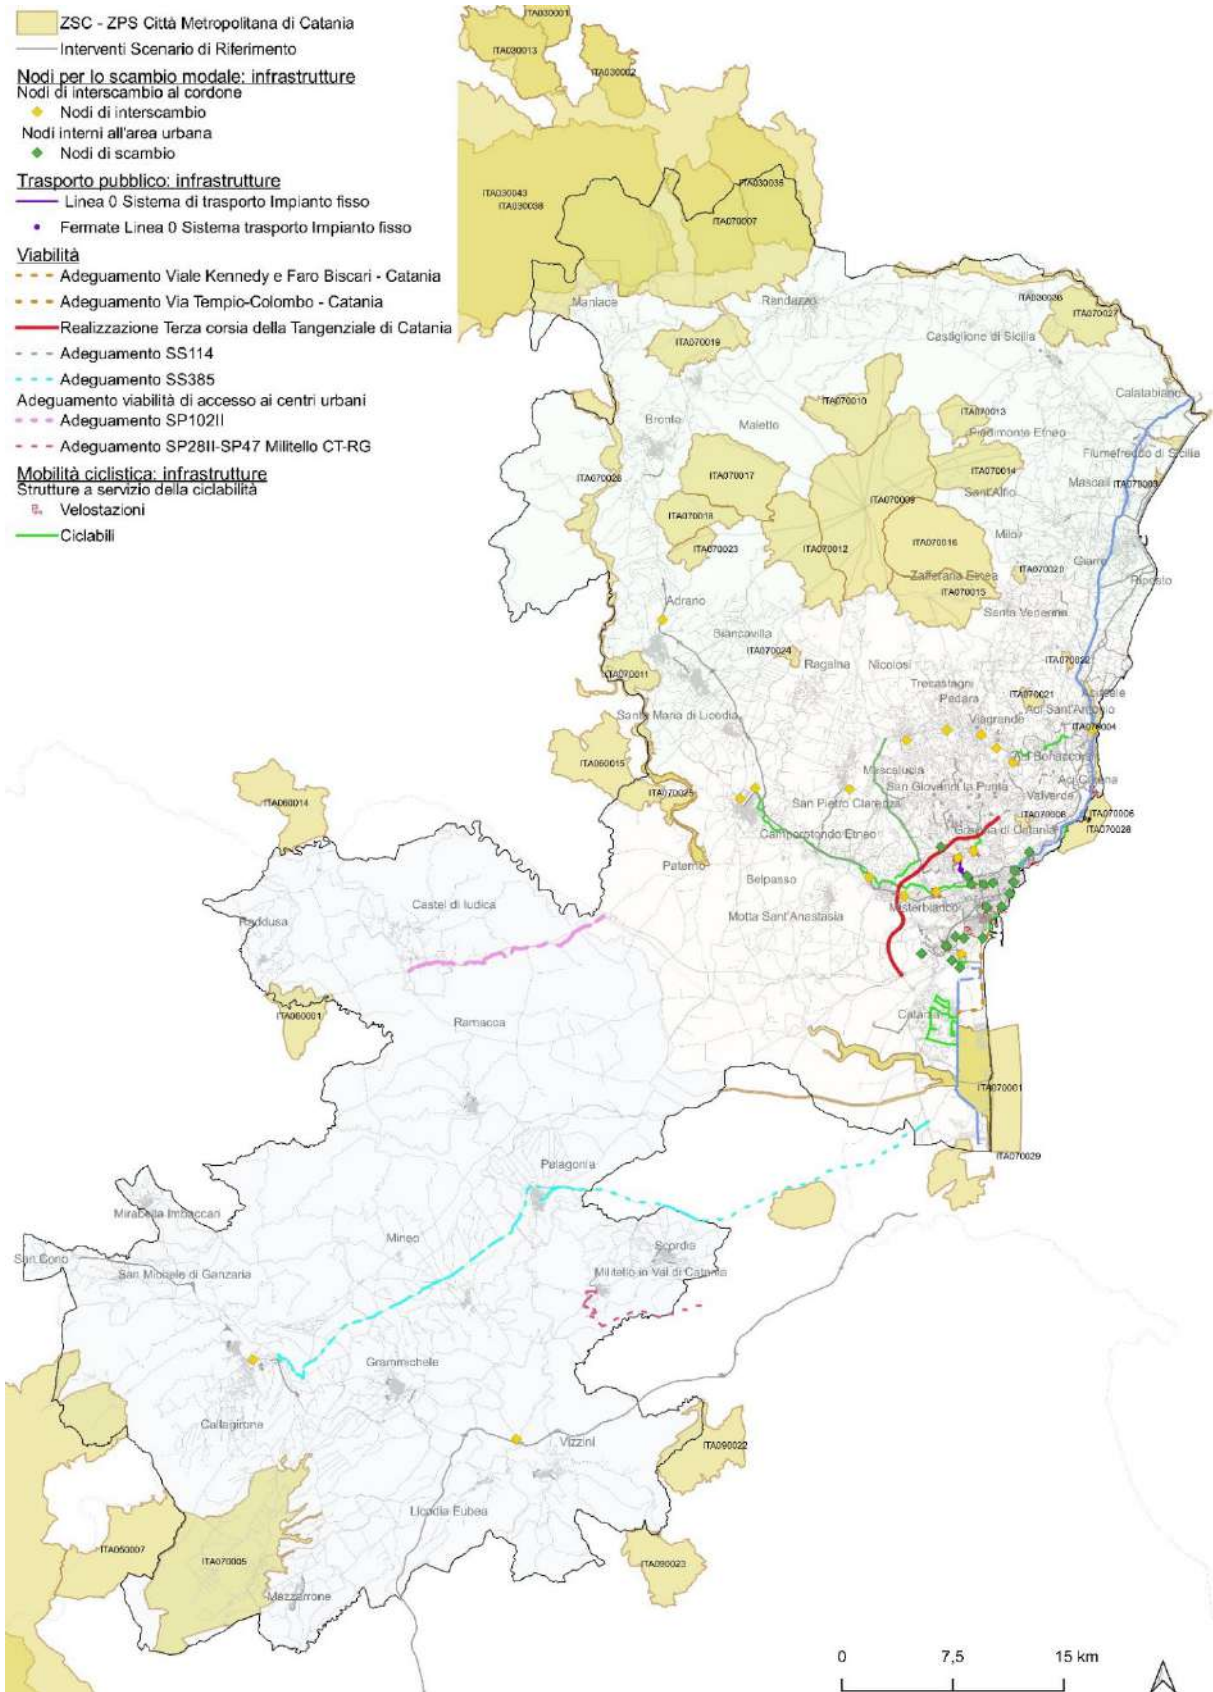 ZSC - ZPS Città Metropolitana di Catania
Interventi Scenario di Riferimento
Nodi per lo scambio modale: infrastrutture
Nodi di interscambio al cordone
Nodi di interscambio
Nodi interni all'area urbana
Nodi di scambio
Trasporto pubblico: infrastrutture
Linea 0 Sistema di trasporto Impianto fisso
Fermate Linea 0 Sistema trasporto Impianto fisso
Viabilità
Adeguamento Viale Kennedy e Faro Biscari - Catania
Adeguamento Via Tempio-Colombo - Catania
Realizzazione Terza corsia della Tangenziale di Catania
Adeguamento SS114
Adeguamento SS385
Adeguamento viabilità di accesso ai centri urbani
Adeguamento SP102II
Adeguamento SP28II-SP47 Militello CT-RG
Mobilità ciclistica: infrastrutture
Strutture a servizio della ciclabilità
Velostazioni
Ciclabili
ITA030001
ITA030013
ITA030002
ITA030043
ITA030038
ITA030035
ITA070007
Maniace
Randazzo
ITA030036
ITA070027
ITA070019
Castiglione di Sicilia
Calatabiano
ITA070010
ITA070013
Bronte
Maletto
Piedimonte Etneo
Fiumefreddo di Sicilia
ITA070026
ITA070017
ITA070014
Mascali
Sant'Alfio
ITA070009
ITA070018
ITA070016
Milo
ITA070023
ITA070012
Giarre
Zafferana Etnea
ITA070020
Riposto
ITA070015
Adrano
Santa Venerina
Biancavilla
ITA070024
Ragalna
Nicolosi
ITA070022
ITA070011
Trecastagni
Pedara
ITA070021
Acireale
Santa Maria di Licodia
Viagrande
Aci Sant'Antonio
ITA070004
ITA060015
Mascalucia
Aci Bonaccorsi
ITA070025
San Giovanni la Punta
Valverde
ITA060014
San Pietro Clarenza
ITA070008
ITA070006
Camporotondo Etneo
Gravina di Catania
ITA070028
Paternò
Belpasso
Castel di Iudica
Motta Sant'Anastasia
Misterbianco
Raddusa
ITA060001
Ramacca
Catania
ITA070001
ITA070029
Palagonia
Mirabella Imbaccari
Mineo
San Cono
San Michele di Ganzaria
Scordia
Militello in Val di Catania
Grammichele
Caltagirone
Vizzini
ITA090022
Licodia Eubea
ITA050007
ITA070005
ITA090023
Mazzarrone
0
7,5
15 km